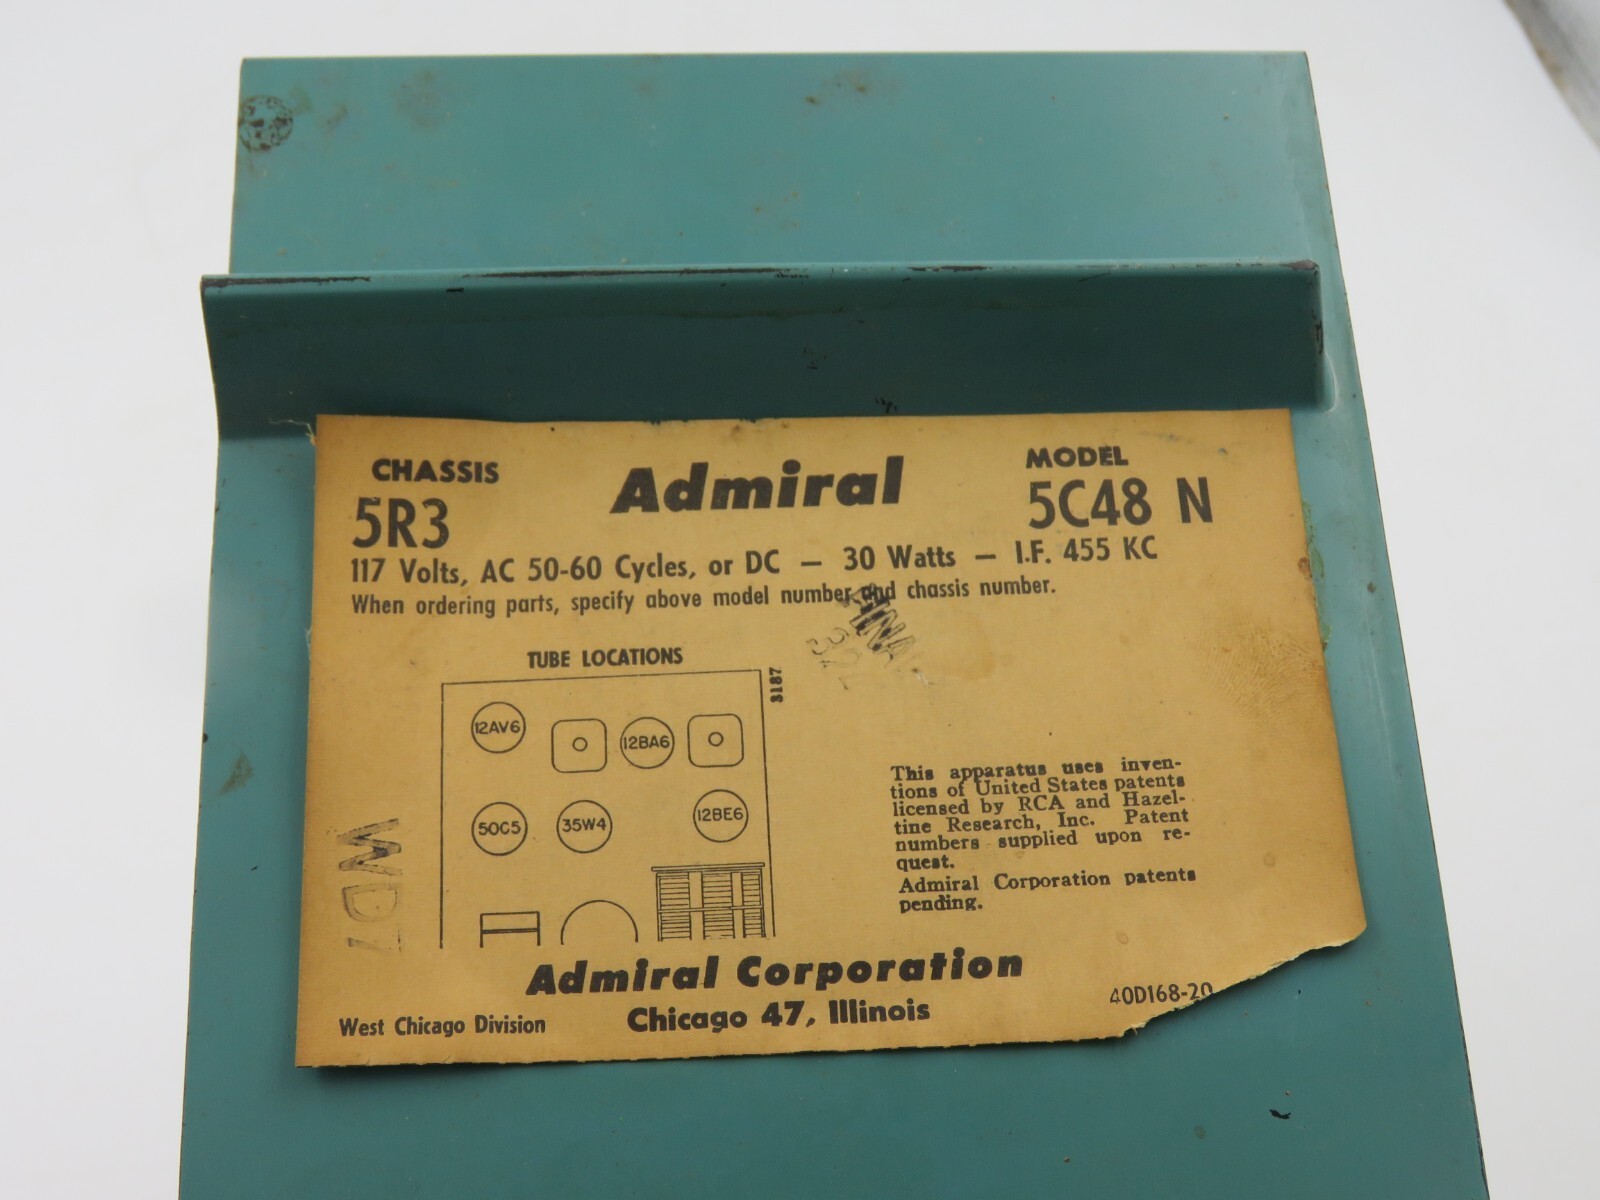 CHASSIS
5R3
Admiral
MODEL
5C48 N
117 Volts, AC 50-60 Cycles, or DC — 30 Watts — I.F. 455 KC
When ordering parts, specify above model number and chassis number.
TUBE LOCATIONS
3187
12AV6
12BA6
50C5
35W4
12BE6
WD7
This apparatus uses inven-
tions of United States patents
licensed by RCA and Hazel-
tine Research, Inc. Patent
numbers supplied upon re-
quest.
Admiral Corporation patents
pending.
Admiral Corporation
West Chicago Division
Chicago 47, Illinois
40D168-20